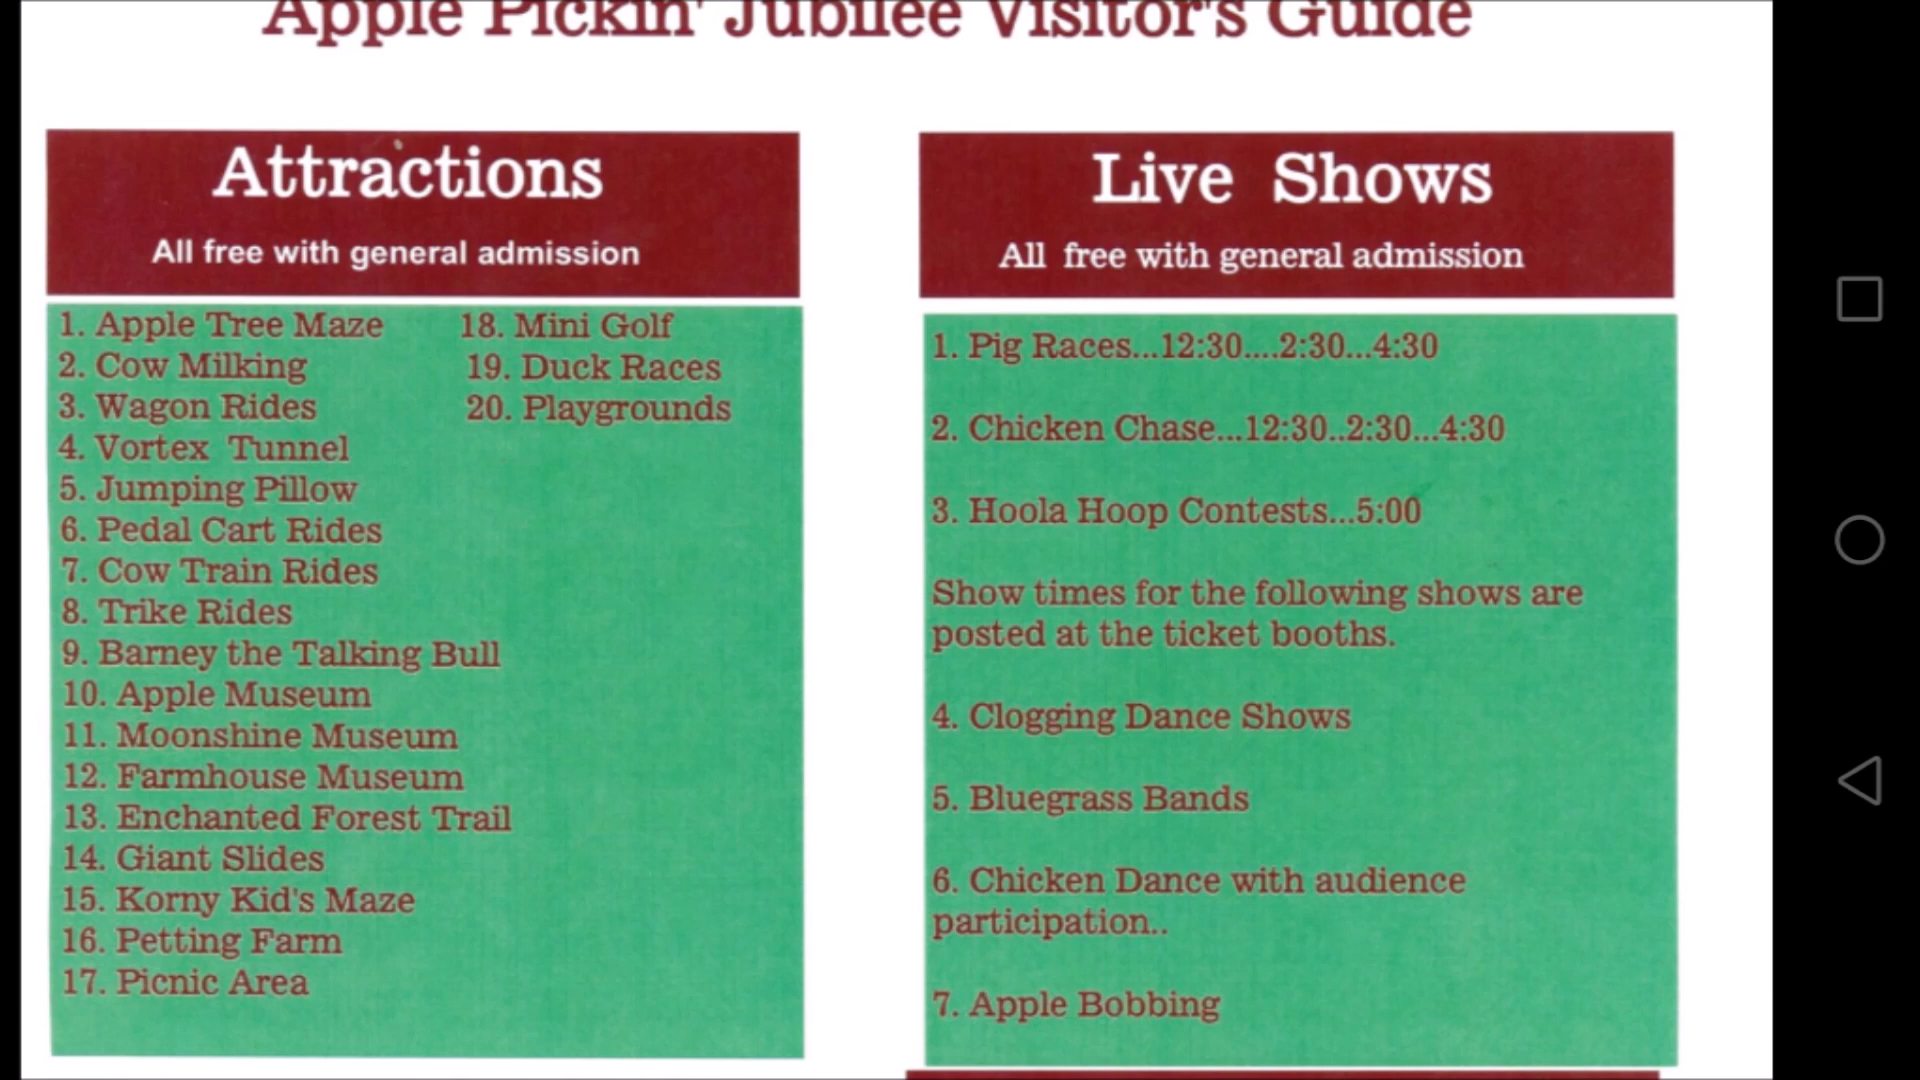 Apple Pickin' Jubilee Visitor's Guide
Attractions
All free with general admission
1. Apple Tree Maze
2. Cow Milking
3. Wagon Rides
4. Vortex Tunnel
5. Jumping Pillow
6. Pedal Cart Rides
7. Cow Train Rides
8. Trike Rides
9. Barney the Talking Bull
10. Apple Museum
11. Moonshine Museum
12. Farmhouse Museum
13. Enchanted Forest Trail
14. Giant Slides
15. Korny Kid's Maze
16. Petting Farm
17. Picnic Area
18. Mini Golf
19. Duck Races
20. Playgrounds
Live Shows
All free with general admission
1. Pig Races...12:30....2:30...4:30
2. Chicken Chase...12:30..2:30...4:30
3. Hoola Hoop Contests...5:00
Show times for the following shows are
posted at the ticket booths.
4. Clogging Dance Shows
5. Bluegrass Bands
6. Chicken Dance with audience
participation..
7. Apple Bobbing